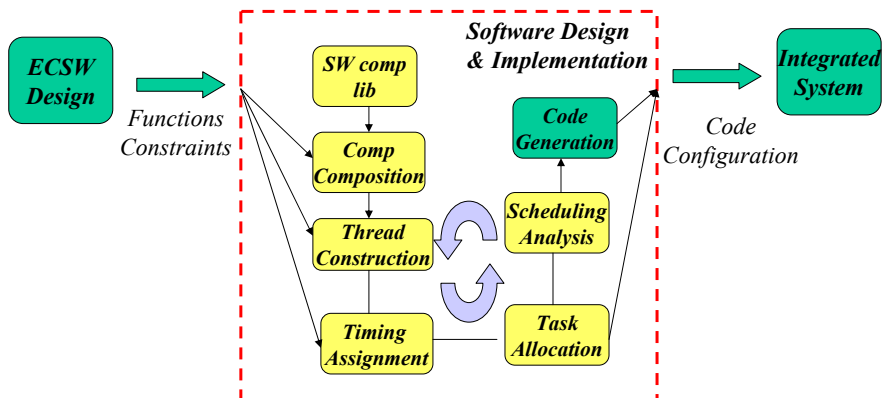 ECSW
Design
Functions
Constraints
Software Design
& Implementation
SW comp
lib
Comp
Composition
Thread
Construction
Timing
Assignment
Code
Generation
Scheduling
Analysis
Task
Allocation
Code
Configuration
Integrated
System